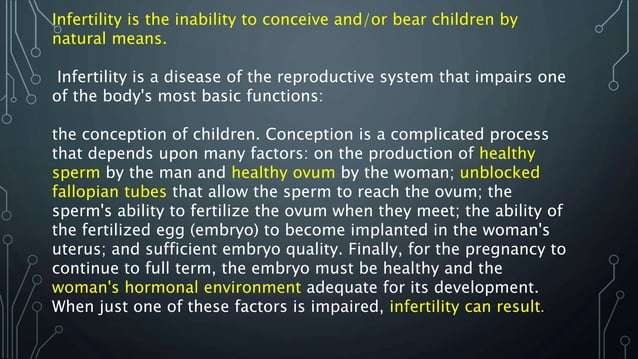 Infertility is the inability to conceive and/or bear children by
natural means.
Infertility is a disease of the reproductive system that impairs one
of the body's most basic functions:
the conception of children. Conception is a complicated process
that depends upon many factors: on the production of healthy
sperm by the man and healthy ovum by the woman; unblocked
fallopian tubes that allow the sperm to reach the ovum; the
sperm's ability to fertilize the ovum when they meet; the ability of
the fertilized egg (embryo) to become implanted in the woman's
uterus; and sufficient embryo quality. Finally, for the pregnancy to
continue to full term, the embryo must be healthy and the
woman's hormonal environment adequate for its development.
When just one of these factors is impaired, infertility can result.